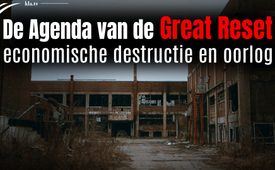 kla.tv
De Agenda van de Great Reset
economische destructie en oorlog